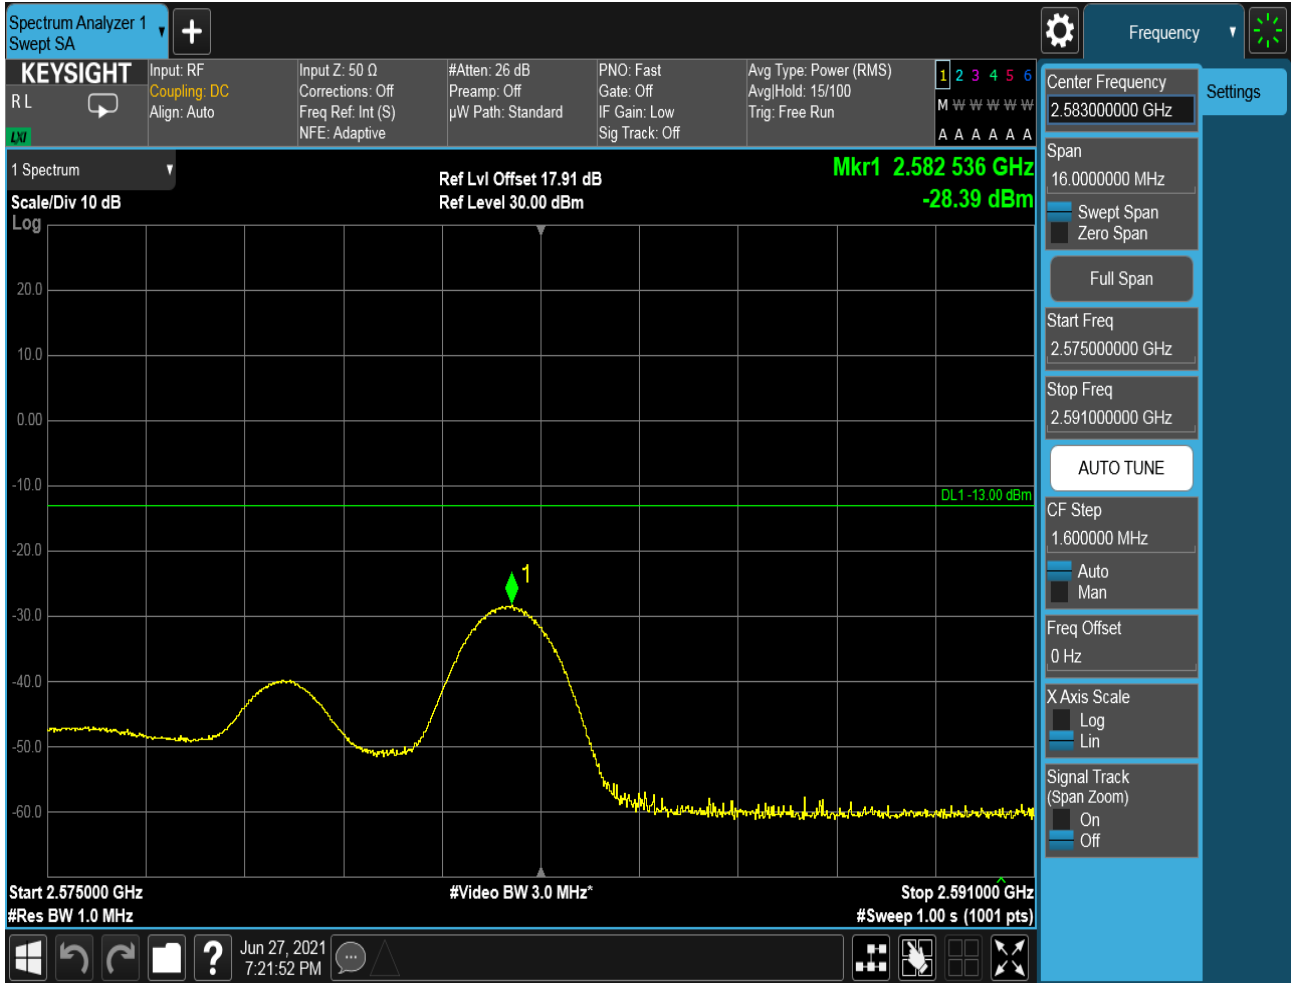 Spectrum Analyzer 1
Swept SA
Frequency
KEYSIGHT
R L
LXI
Input: RF
Coupling: DC
Align: Auto
Input Z: 50 Ω
Corrections: Off
Freq Ref: Int (S)
NFE: Adaptive
#Atten: 26 dB
Preamp: Off
µW Path: Standard
PNO: Fast
Gate: Off
IF Gain: Low
Sig Track: Off
Avg Type: Power (RMS)
Avg|Hold: 15/100
Trig: Free Run
1 2 3 4 5 6
M W W W W W
A A A A A A
1 Spectrum
Scale/Div 10 dB
Log
Ref Lvl Offset 17.91 dB
Ref Level 30.00 dBm
Mkr1 2.582 536 GHz
-28.39 dBm
20.0
10.0
0.00
-10.0
-20.0
-30.0
-40.0
-50.0
-60.0
DL1 -13.00 dBm
1
Start 2.575000 GHz
#Res BW 1.0 MHz
#Video BW 3.0 MHz*
Stop 2.591000 GHz
#Sweep 1.00 s (1001 pts)
Center Frequency
2.583000000 GHz
Settings
Span
16.0000000 MHz
Swept Span
Zero Span
Full Span
Start Freq
2.575000000 GHz
Stop Freq
2.591000000 GHz
AUTO TUNE
CF Step
1.600000 MHz
Auto
Man
Freq Offset
0 Hz
X Axis Scale
Log
Lin
Signal Track
(Span Zoom)
On
Off
?
Jun 27, 2021
7:21:52 PM